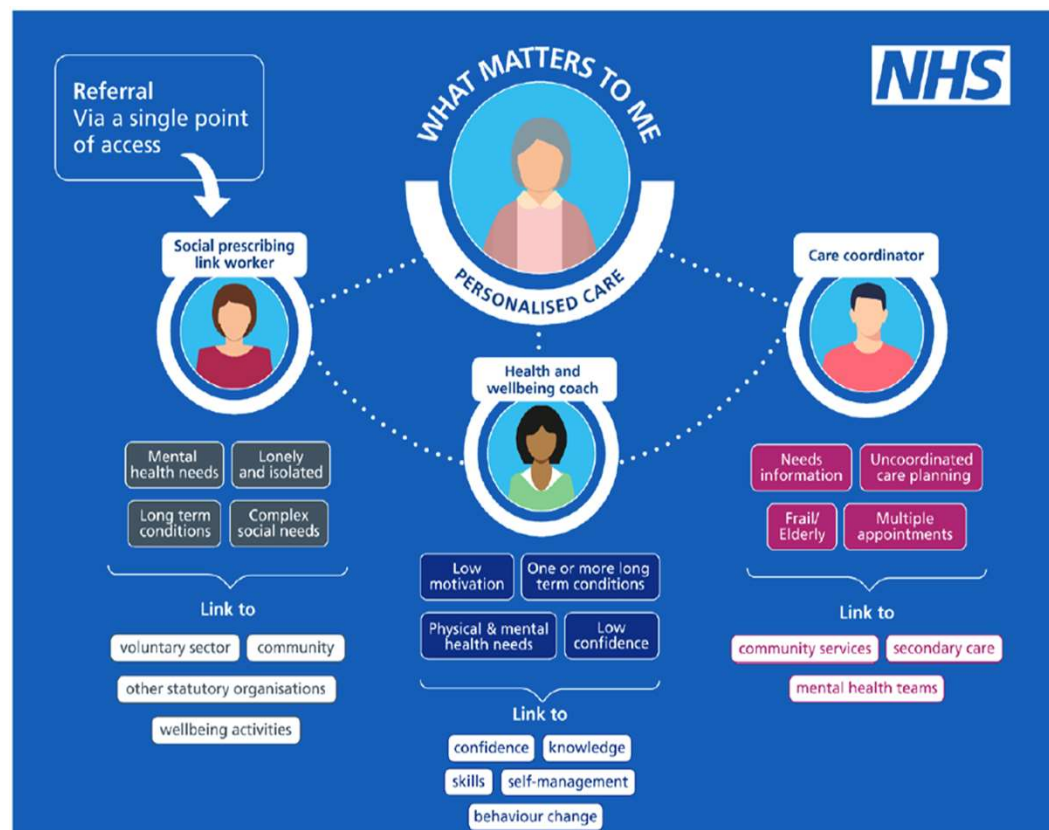 Referral
Via a single point
of access
WHAT MATTERS TO ME
PERSONALISED CARE
NHS
Social prescribing
link worker
Mental
health needs
Lonely
and isolated
Long term
conditions
Complex
social needs
Link to
voluntary sector
community
other statutory organisations
wellbeing activities
Health and
wellbeing coach
Low
motivation
One or more long
term conditions
Physical & mental
health needs
Low
confidence
Link to
confidence
knowledge
skills
self-management
behaviour change
Care coordinator
Needs
information
Uncoordinated
care planning
Frail/
Elderly
Multiple
appointments
Link to
community services
secondary care
mental health teams